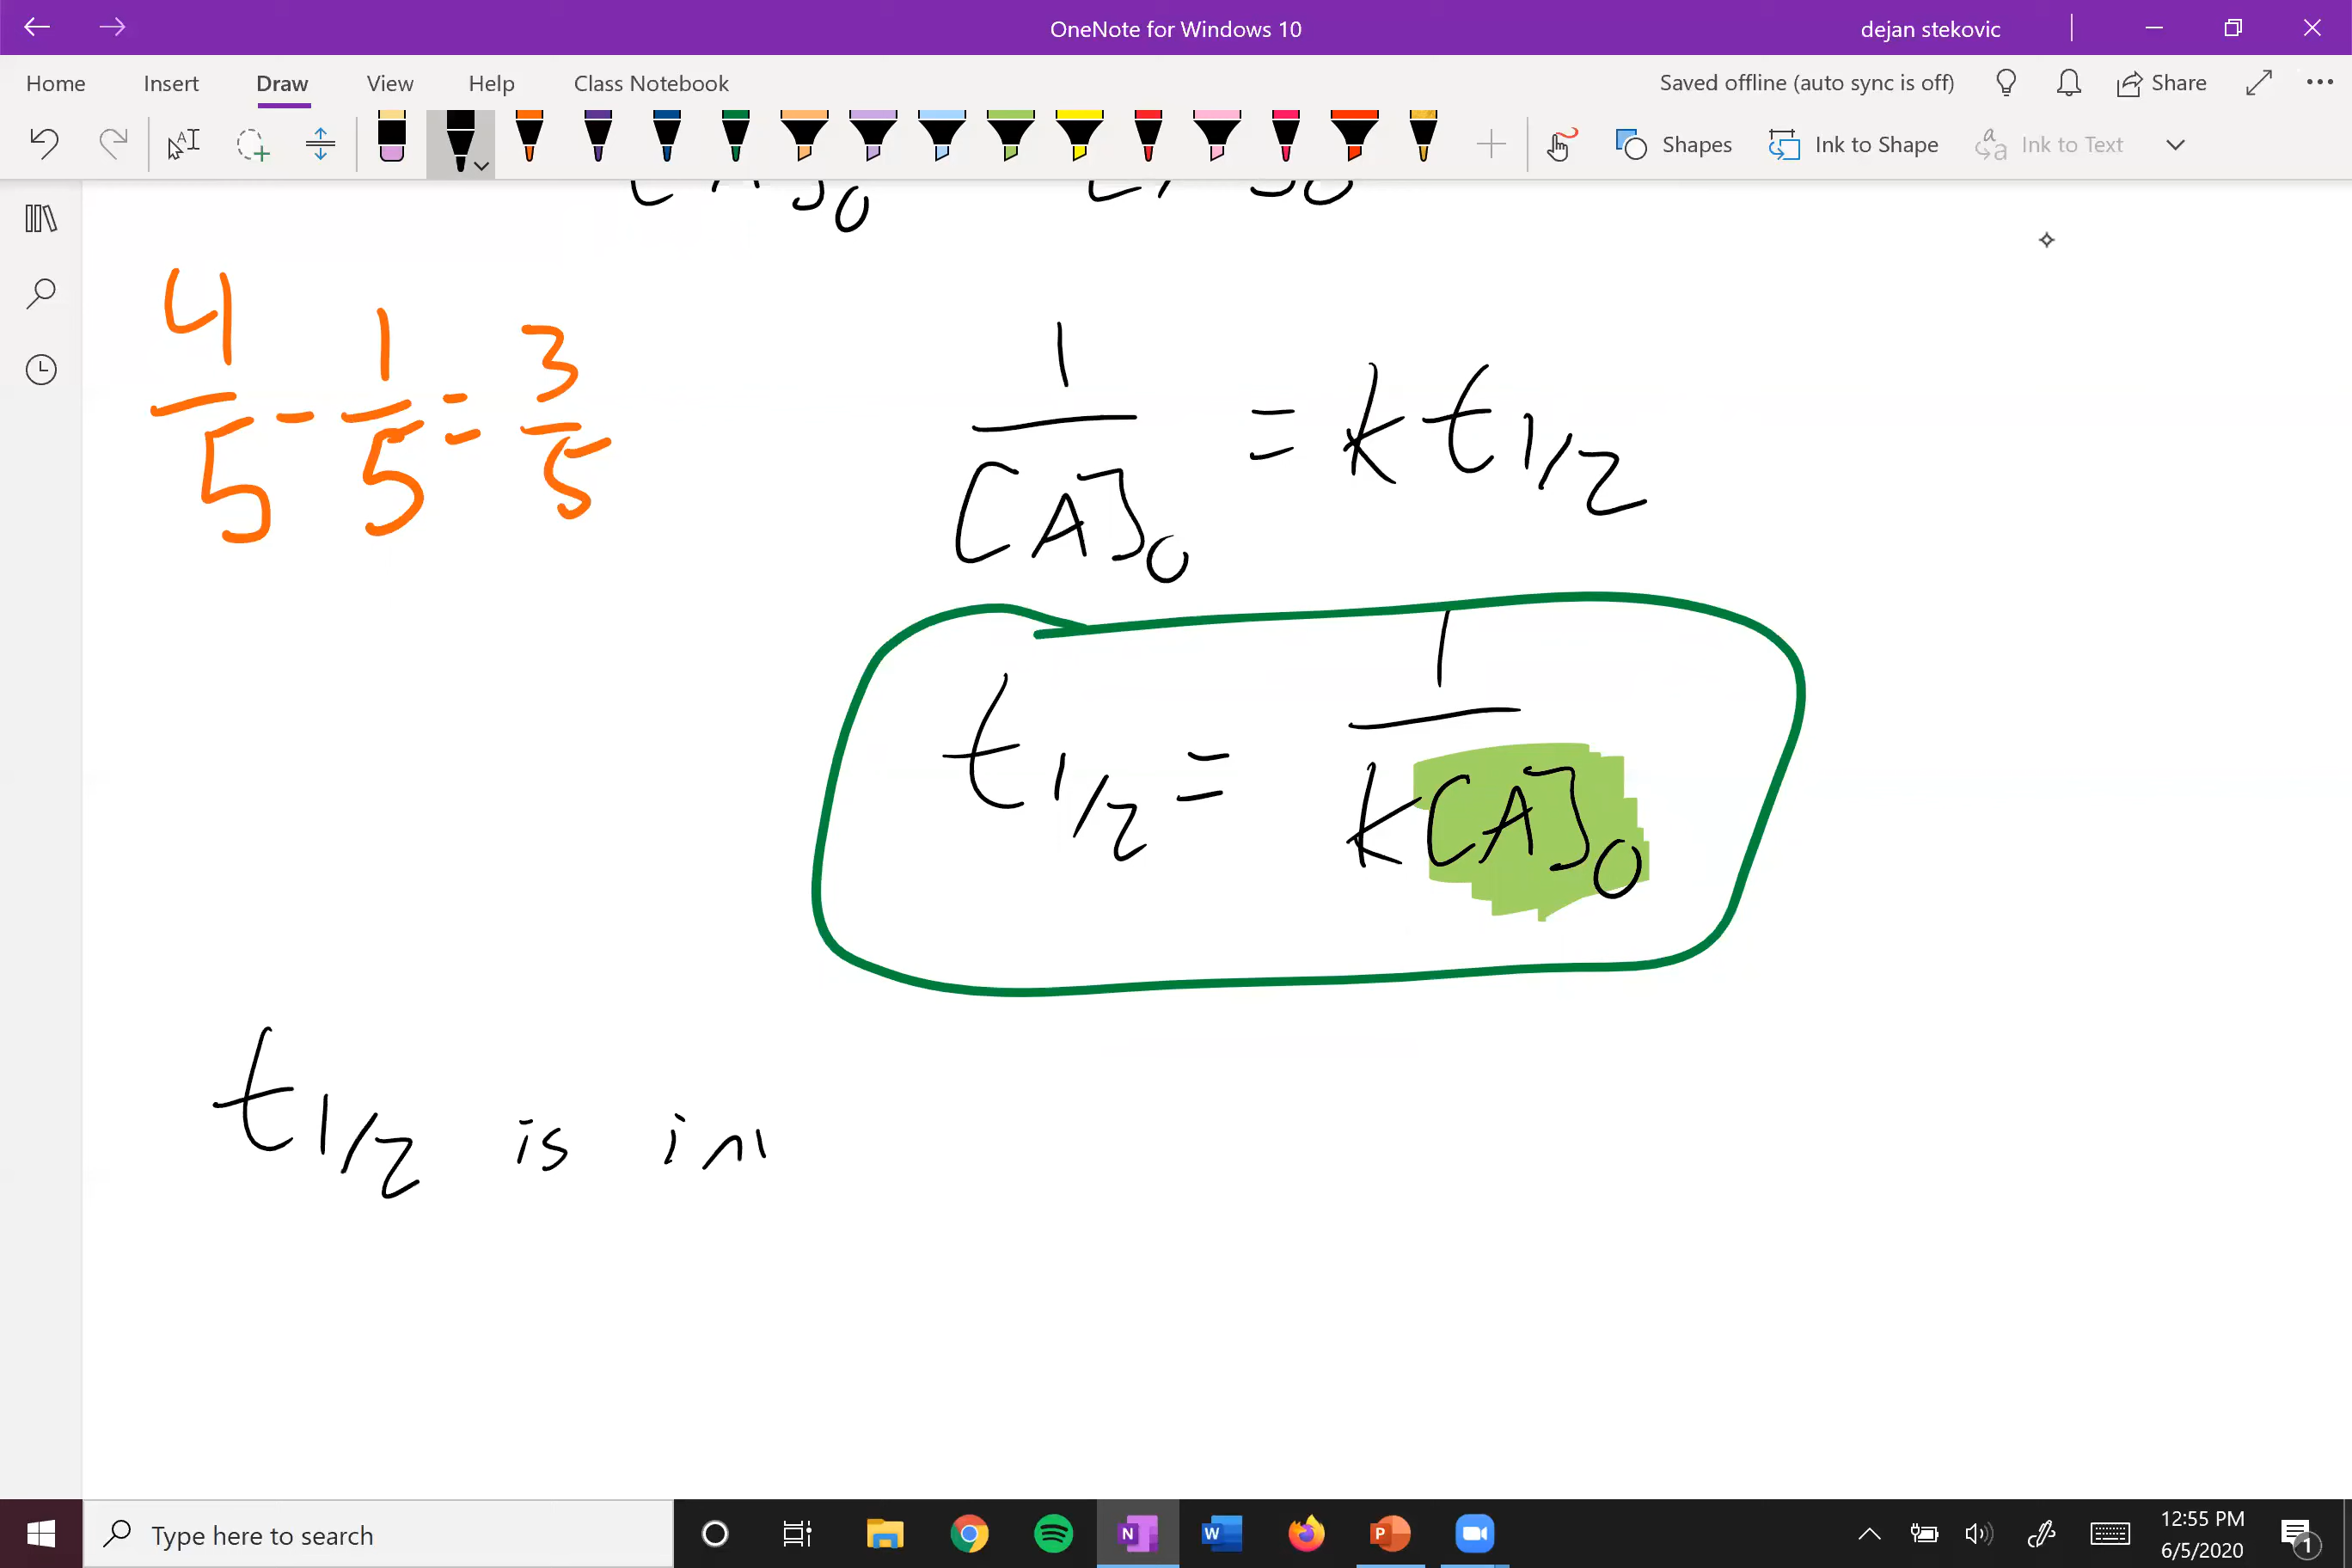 OneNote for Windows 10
dejan stekovic
Home Insert Draw View Help Class Notebook
Saved offline (auto sync is off) Share
Shapes Ink to Shape Ink to Text
4/5 - 1/5 = 3/5
1/[A]₀ = k t₁/₂
t₁/₂ = 1/k[A]₀
t₁/₂ is in
Type here to search
12:55 PM
6/5/2020
1